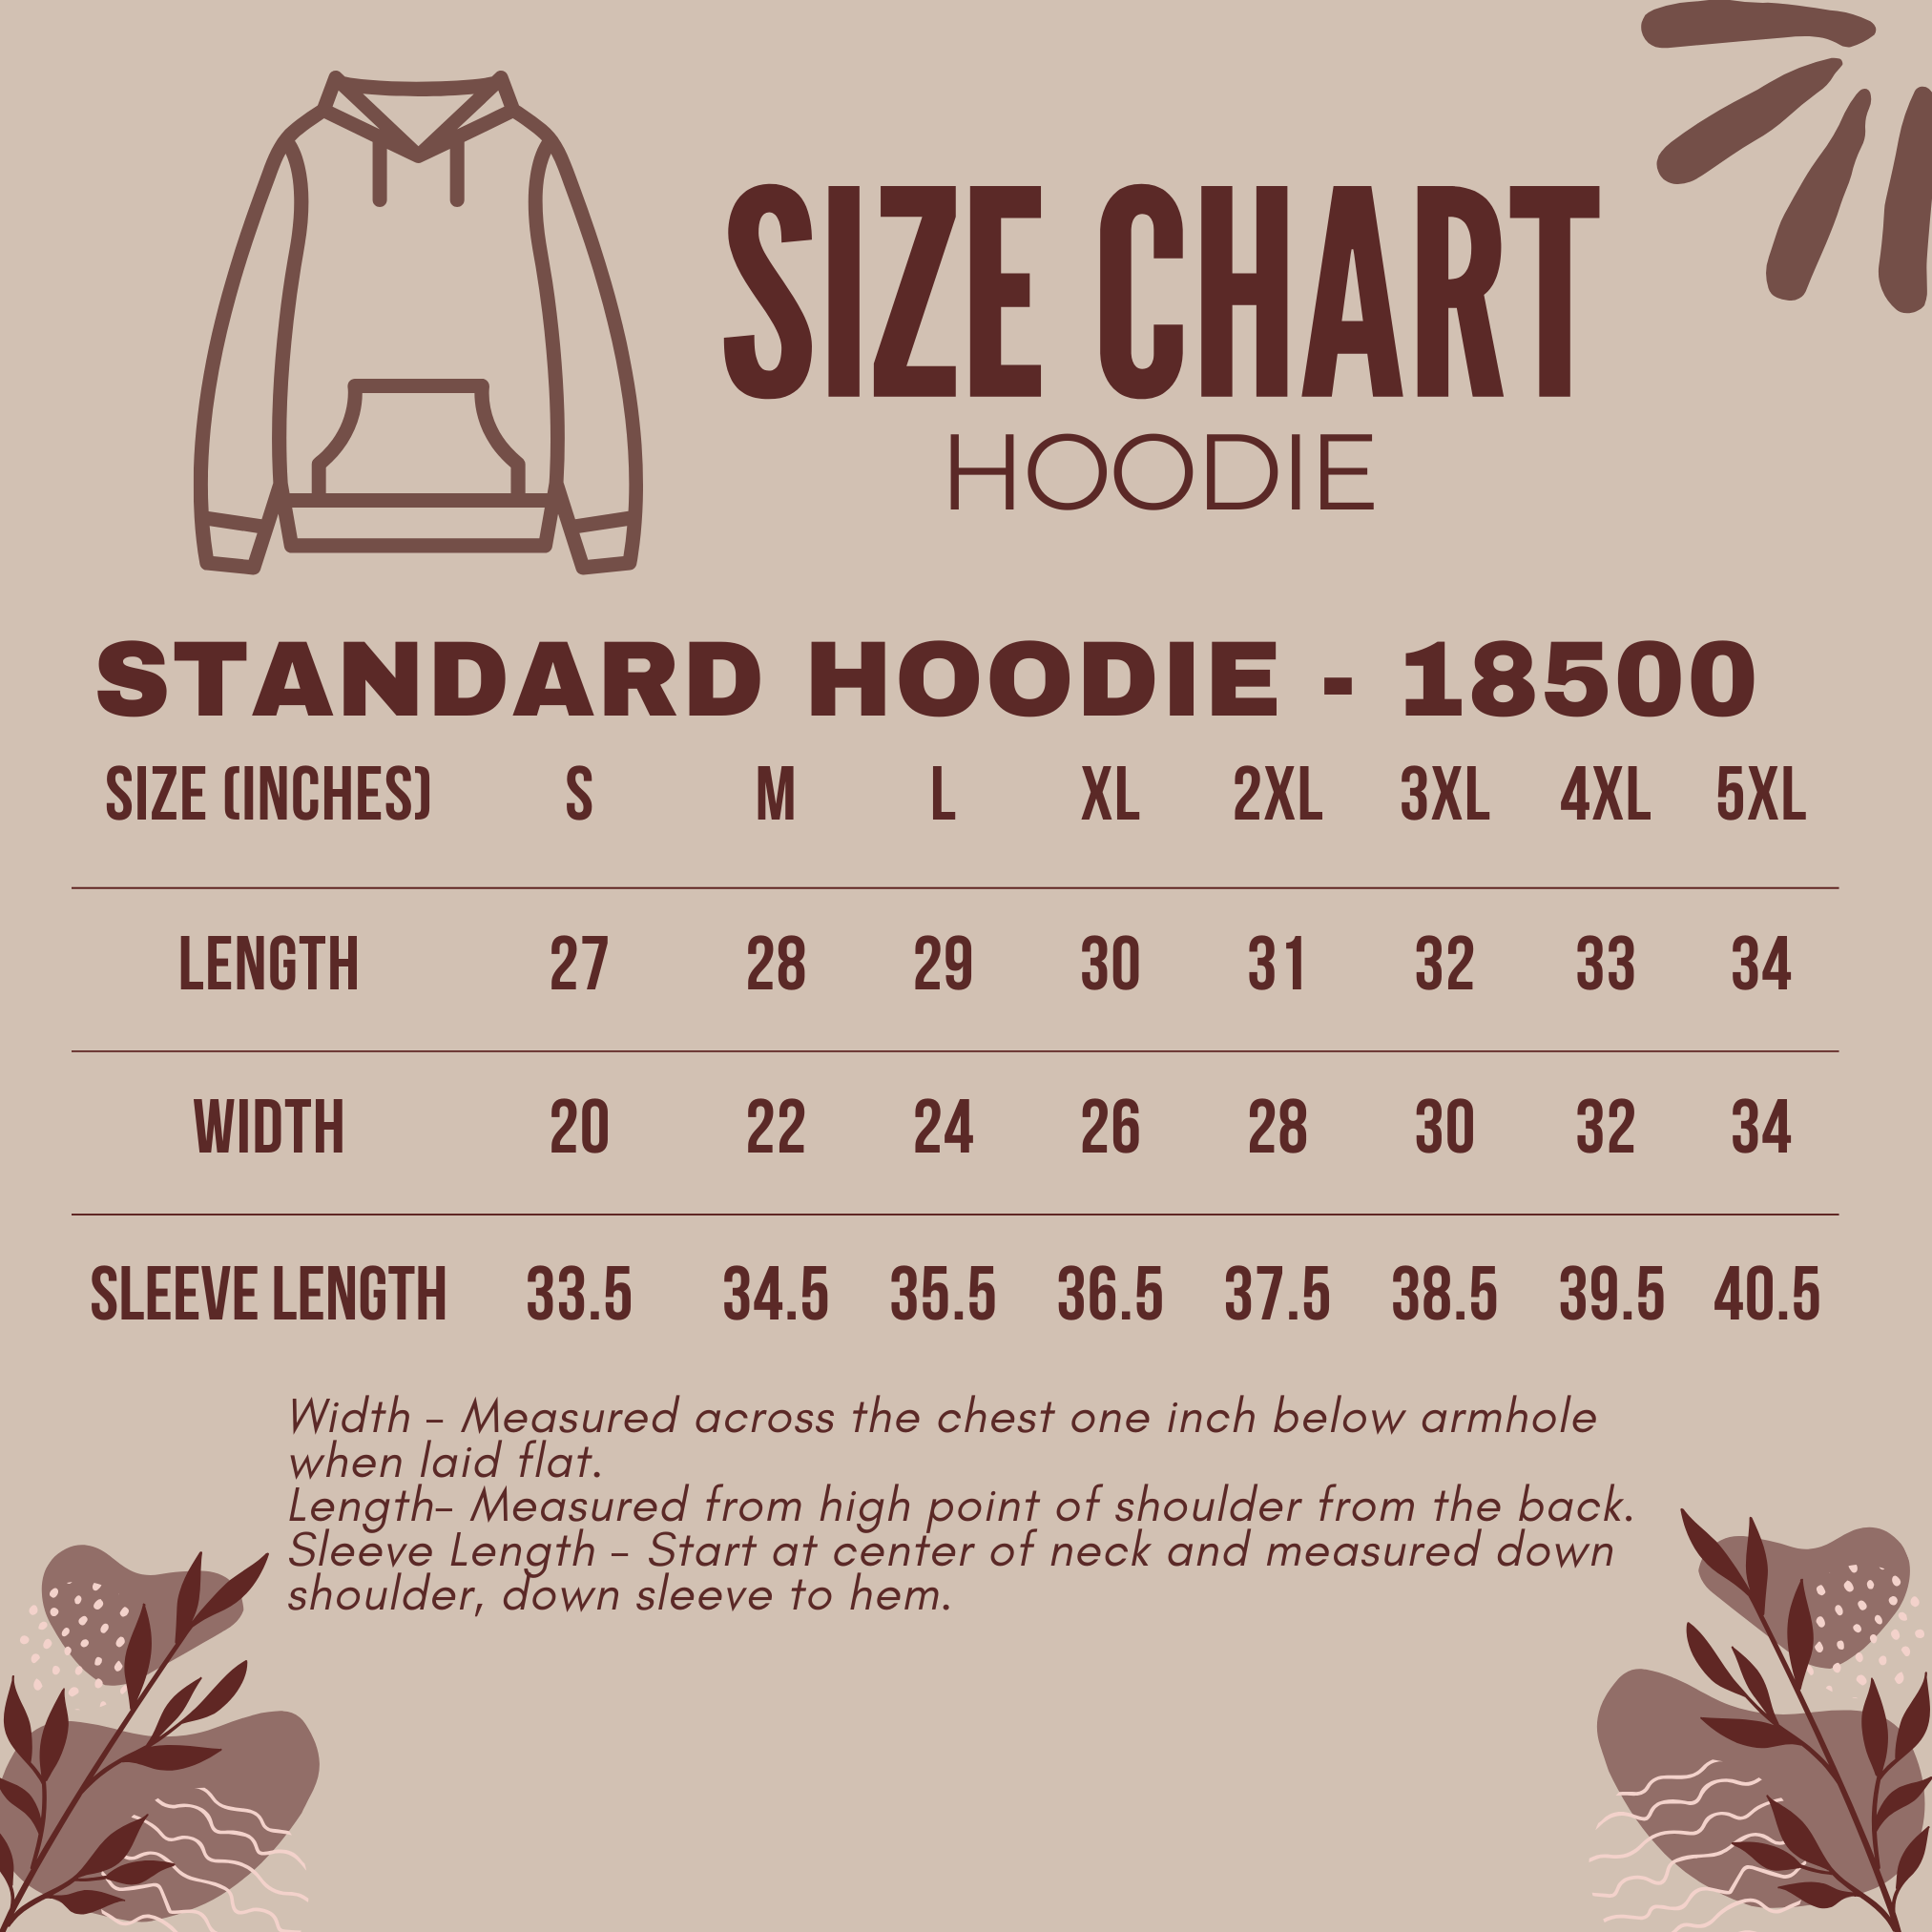 SIZE CHART
HOODIE
STANDARD HOODIE - 18500
SIZE (INCHES) S M L XL 2XL 3XL 4XL 5XL
LENGTH 27 28 29 30 31 32 33 34
WIDTH 20 22 24 26 28 30 32 34
SLEEVE LENGTH 33.5 34.5 35.5 36.5 37.5 38.5 39.5 40.5
Width - Measured across the chest one inch below armhole
when laid flat.
Length- Measured from high point of shoulder from the back.
Sleeve Length - Start at center of neck and measured down
shoulder, down sleeve to hem.